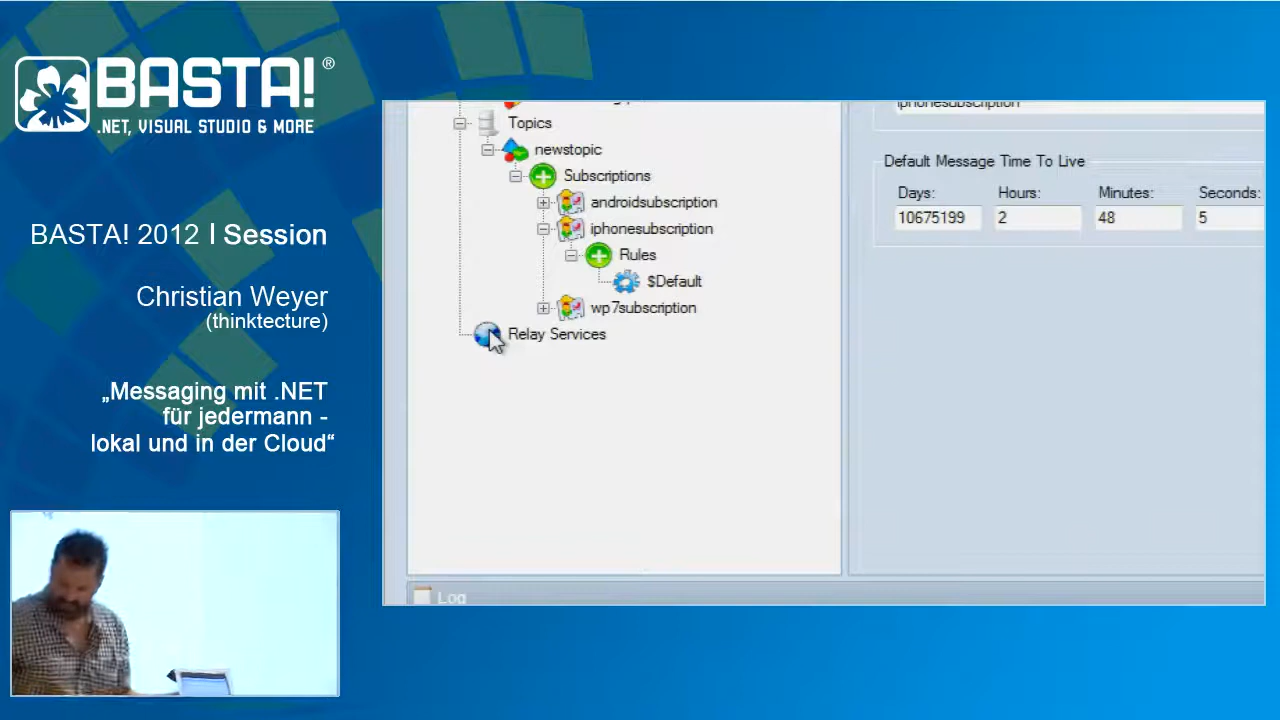 BASTA!®
.NET, VISUAL STUDIO & MORE
BASTA! 2012 | Session
Christian Weyer
(thinktecture)
„Messaging mit .NET
für jedermann -
lokal und in der Cloud“
Topics
newstopic
Subscriptions
androidsubscription
iphonesubscription
Rules
$Default
wp7subscription
Relay Services
Log
iphonesubscription
Default Message Time To Live
Days: Hours: Minutes: Seconds:
10675199 2 48 5